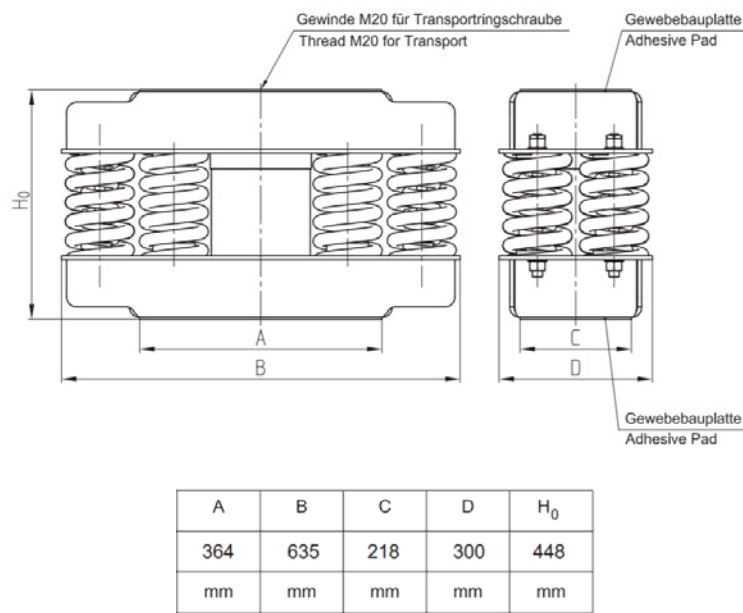 Gewinde M20 für Transportringschraube
Thread M20 for Transport
Gewebebauplatte
Adhesive Pad
H0
A
B
C
D
Gewebebauplatte
Adhesive Pad
A B C D H0
364 635 218 300 448
mm mm mm mm mm